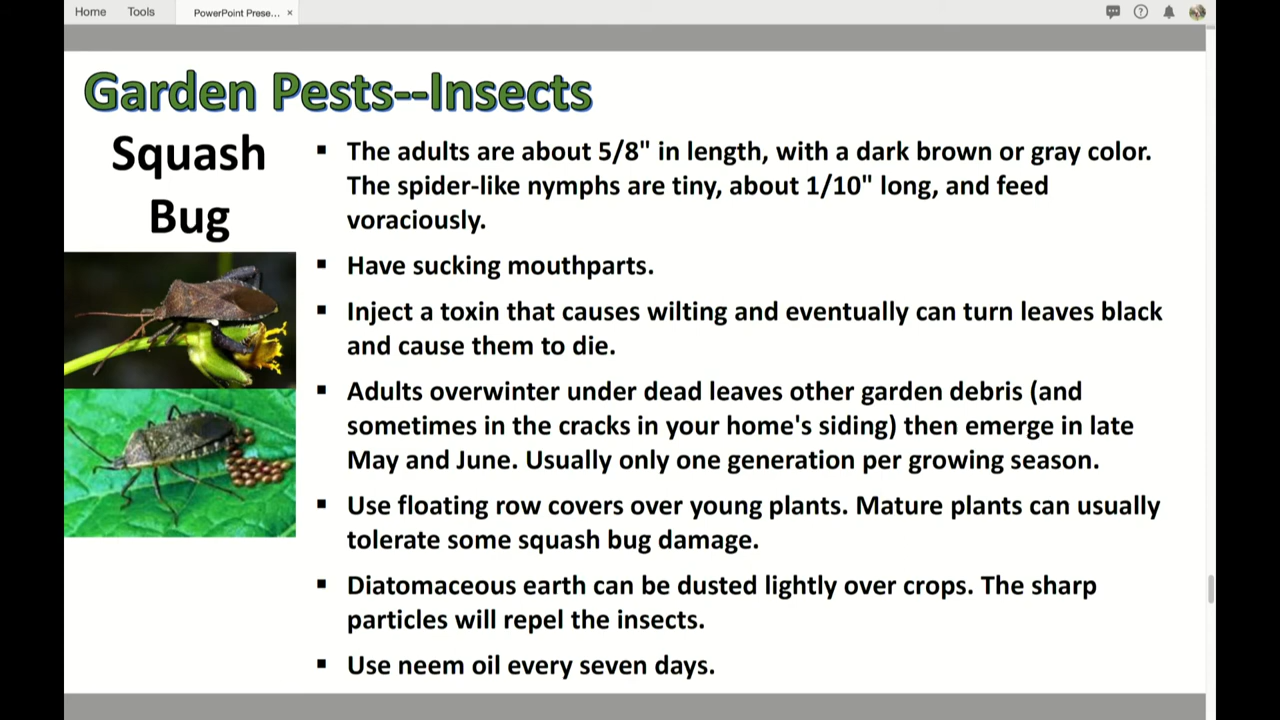 Home Tools PowerPoint Prese... ×
Garden Pests--Insects
Squash
Bug
▪ The adults are about 5/8" in length, with a dark brown or gray color.
The spider-like nymphs are tiny, about 1/10" long, and feed
voraciously.
▪ Have sucking mouthparts.
▪ Inject a toxin that causes wilting and eventually can turn leaves black
and cause them to die.
▪ Adults overwinter under dead leaves other garden debris (and
sometimes in the cracks in your home's siding) then emerge in late
May and June. Usually only one generation per growing season.
▪ Use floating row covers over young plants. Mature plants can usually
tolerate some squash bug damage.
▪ Diatomaceous earth can be dusted lightly over crops. The sharp
particles will repel the insects.
▪ Use neem oil every seven days.